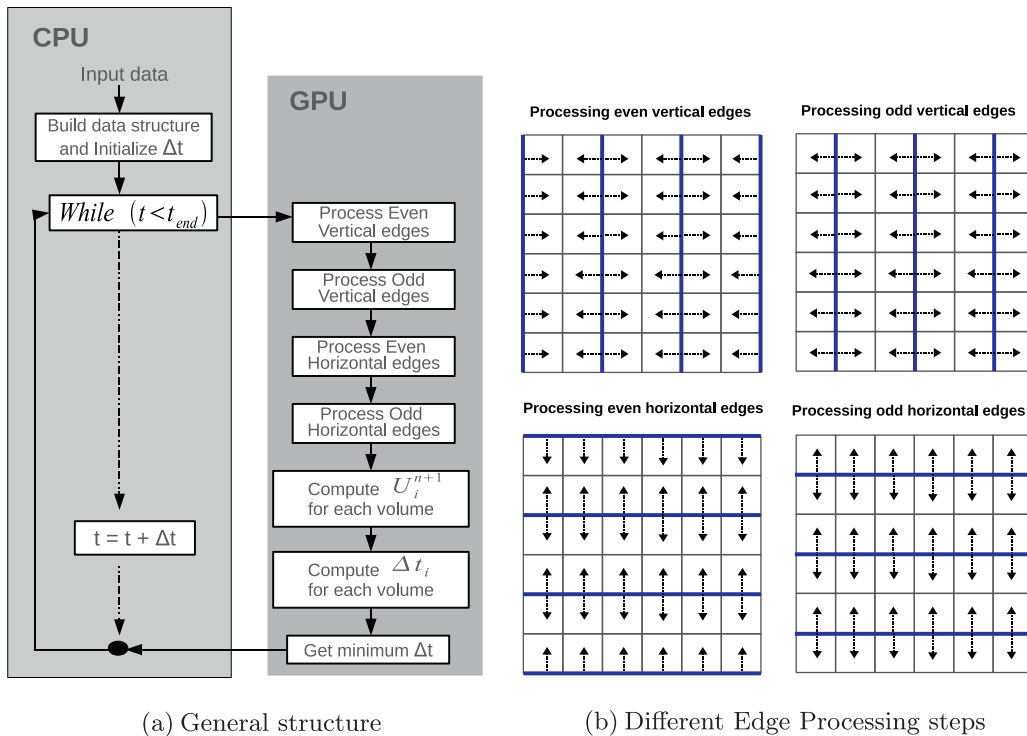 CPU
Input data
Build data structure
and Initialize Δt
While (t<t_end)
t = t + Δt
GPU
Process Even
Vertical edges
Process Odd
Vertical edges
Process Even
Horizontal edges
Process Odd
Horizontal edges
Compute U_i^{n+1}
for each volume
Compute Δ t_i
for each volume
Get minimum Δt
(a) General structure
Processing even vertical edges
Processing odd vertical edges
Processing even horizontal edges
Processing odd horizontal edges
(b) Different Edge Processing steps